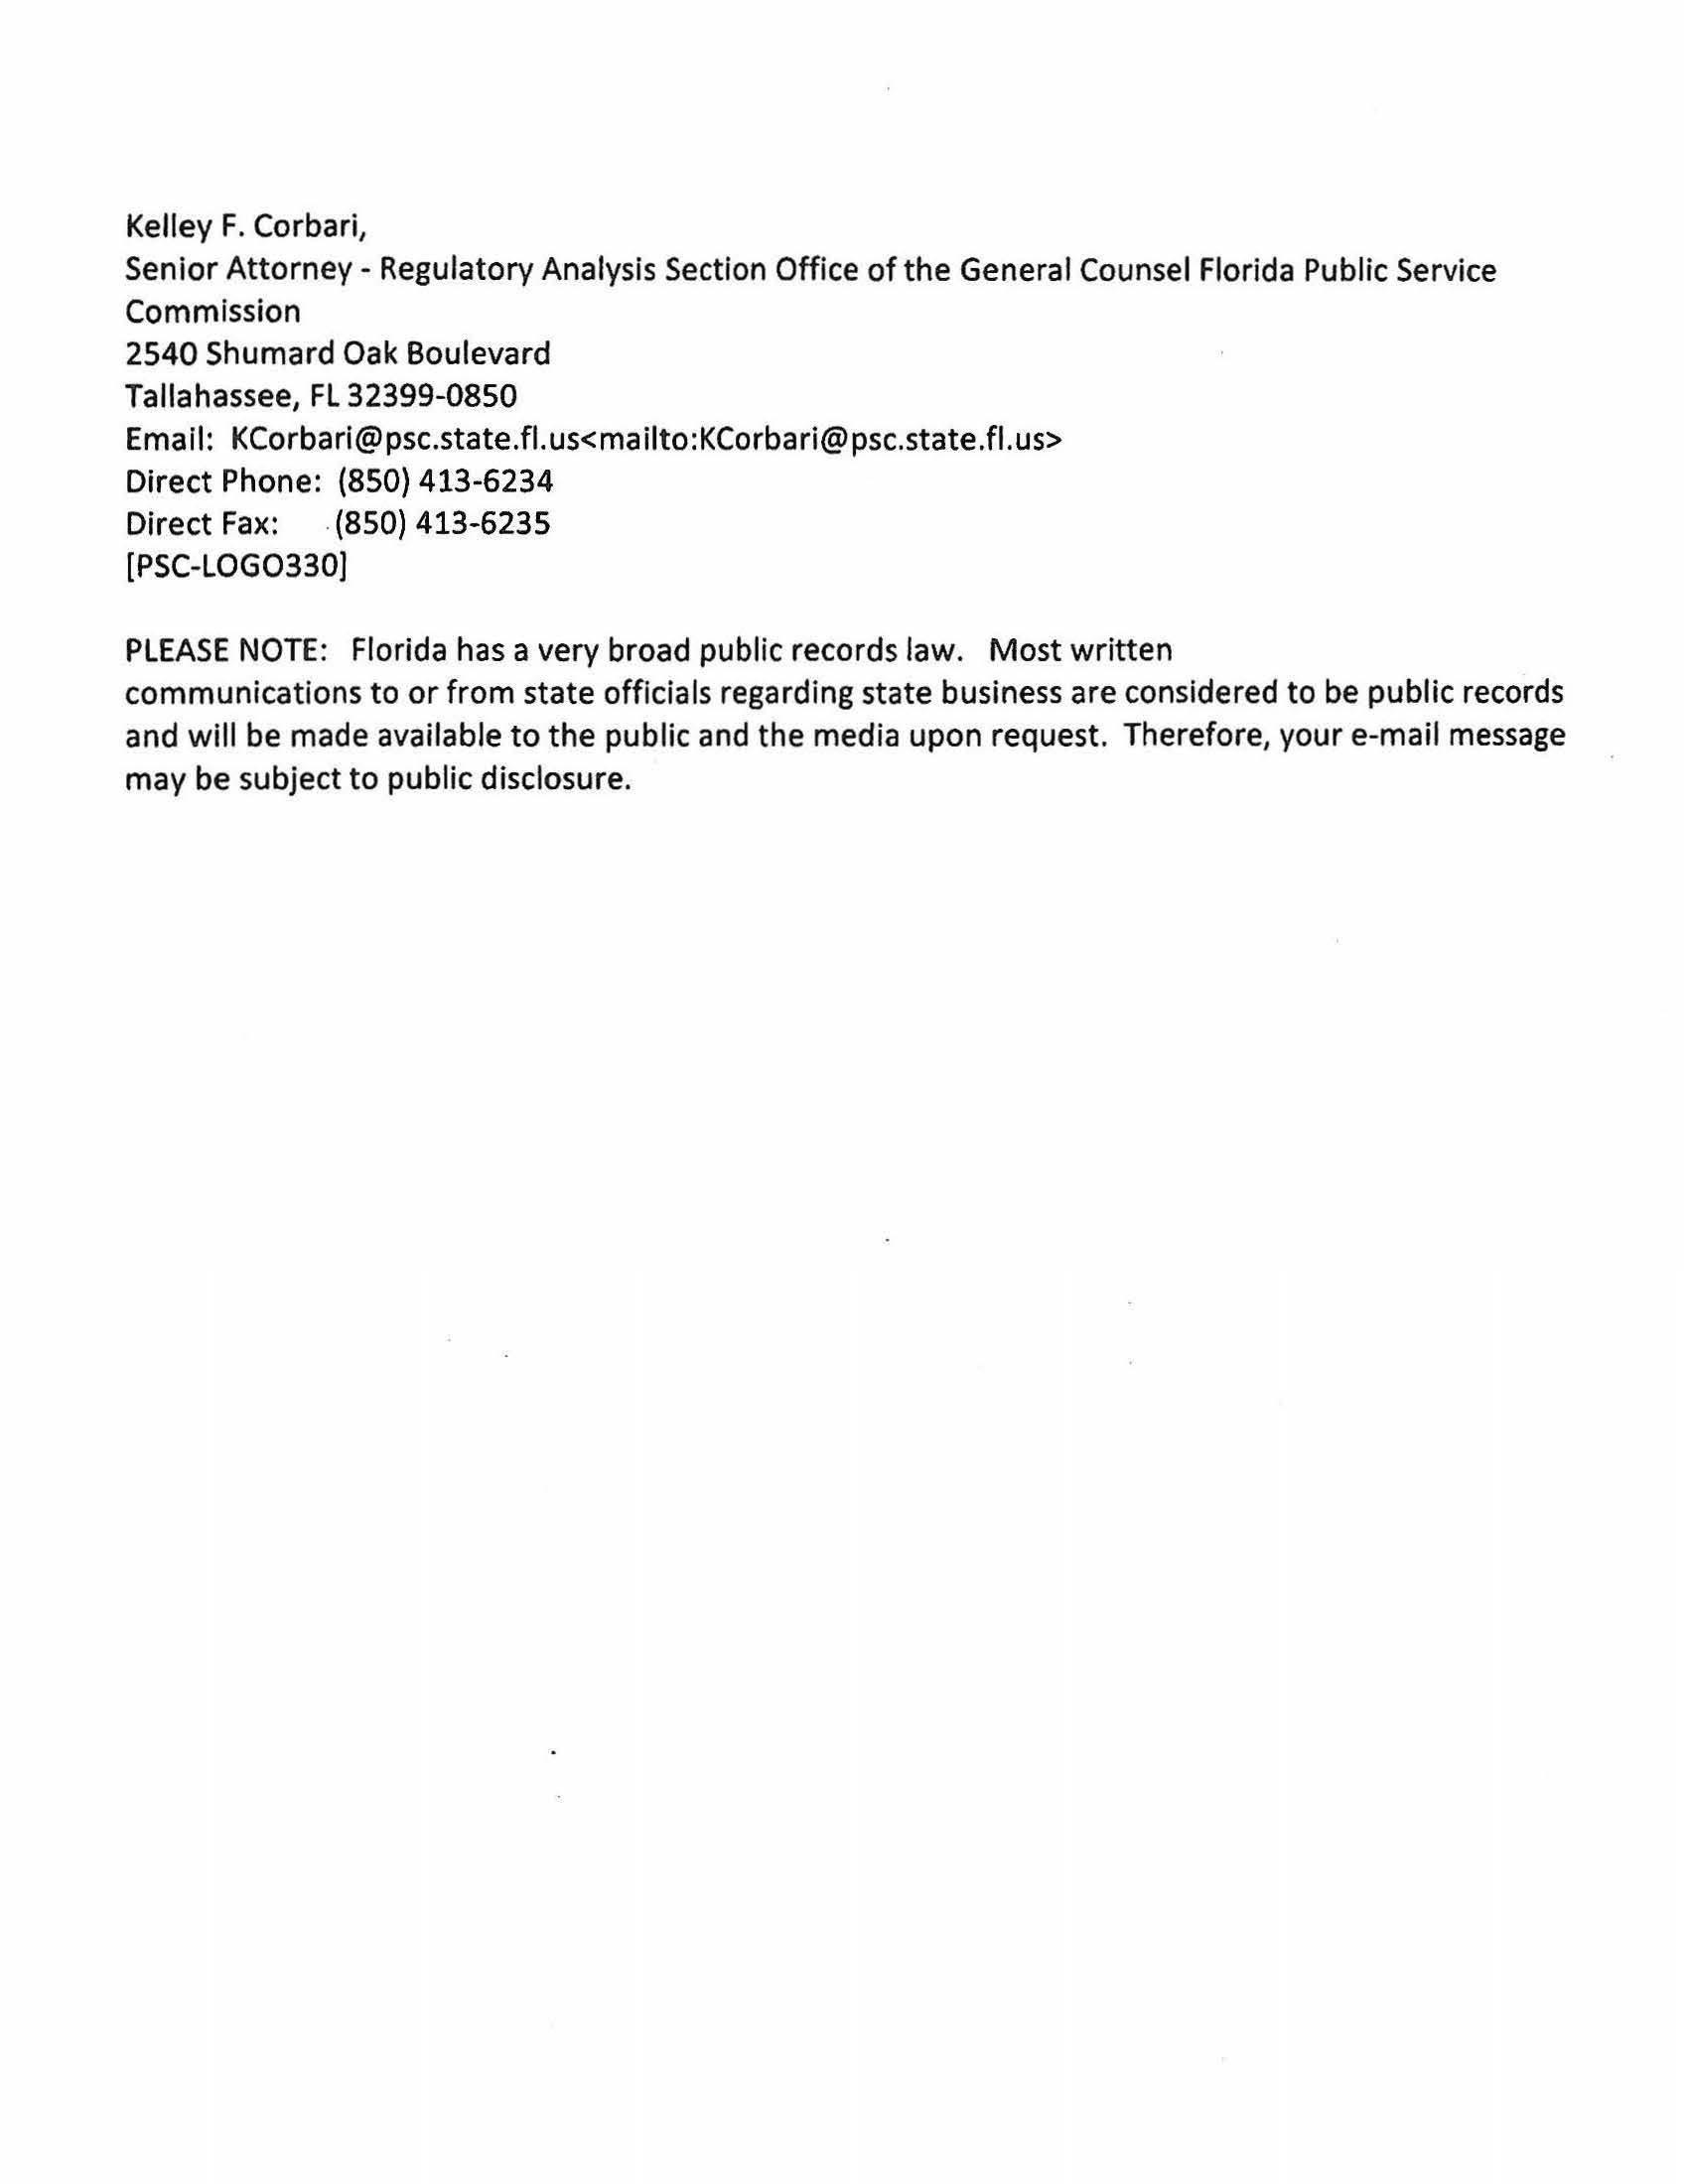 Kelley F. Corbari,
Senior Attorney - Regulatory Analysis Section Office of the General Counsel Florida Public Service
Commission
2540 Shumard Oak Boulevard
Tallahassee, FL 32399-0850
Email:  KCorbari@psc.state.fl.us<mailto:KCorbari@psc.state.fl.us>
Direct Phone:  (850) 413-6234
Direct Fax:     (850) 413-6235
[PSC-LOGO330]

PLEASE NOTE:   Florida has a very broad public records law.   Most written
communications to or from state officials regarding state business are considered to be public records
and will be made available to the public and the media upon request.  Therefore, your e-mail message
may be subject to public disclosure.